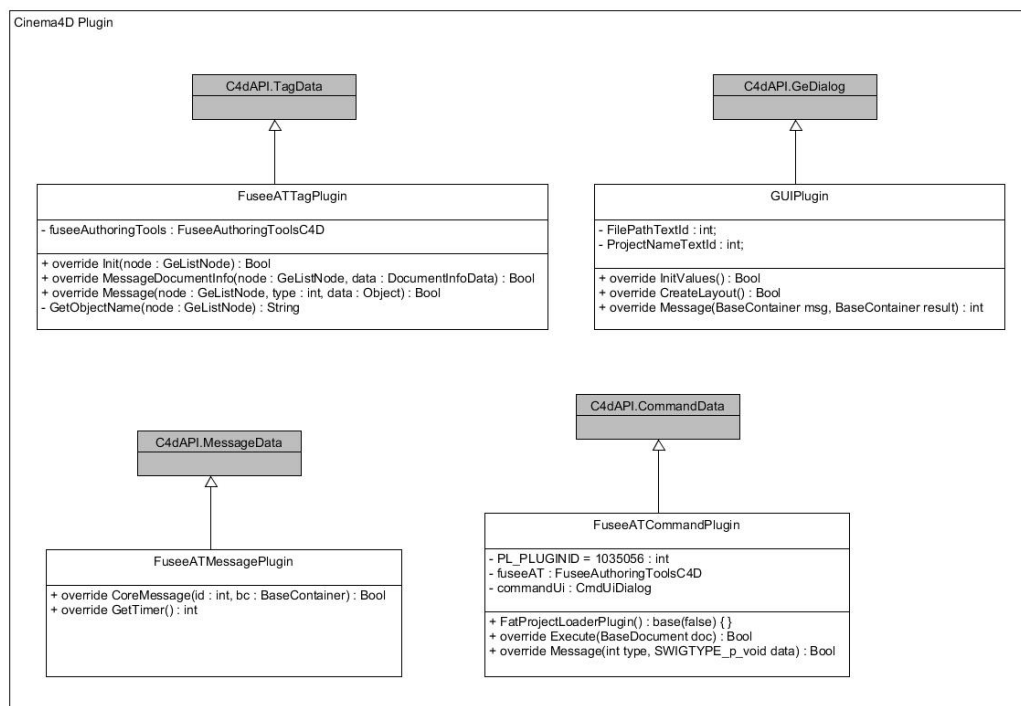 Cinema4D Plugin
C4dAPI.TagData
C4dAPI.GeDialog
FuseeATTagPlugin
- fuseeAuthoringTools : FuseeAuthoringToolsC4D
+ override Init(node : GeListNode) : Bool
+ override MessageDocumentInfo(node : GeListNode, data : DocumentInfoData) : Bool
+ override Message(node : GeListNode, type : int, data : Object) : Bool
- GetObjectName(node : GeListNode) : String
GUIPlugin
- FilePathTextId : int;
- ProjectNameTextId : int;
+ override InitValues() : Bool
+ override CreateLayout() : Bool
+ override Message(BaseContainer msg, BaseContainer result) : int
C4dAPI.MessageData
C4dAPI.CommandData
FuseeATMessagePlugin
+ override CoreMessage(id : int, bc : BaseContainer) : Bool
+ override GetTimer() : int
FuseeATCommandPlugin
- PL_PLUGINID = 1035056 : int
- fuseeAT : FuseeAuthoringToolsC4D
- commandUi : CmdUiDialog
+ FatProjectLoaderPlugin() : base(false) { }
+ override Execute(BaseDocument doc) : Bool
+ override Message(int type, SWIGTYPE_p_void data) : Bool